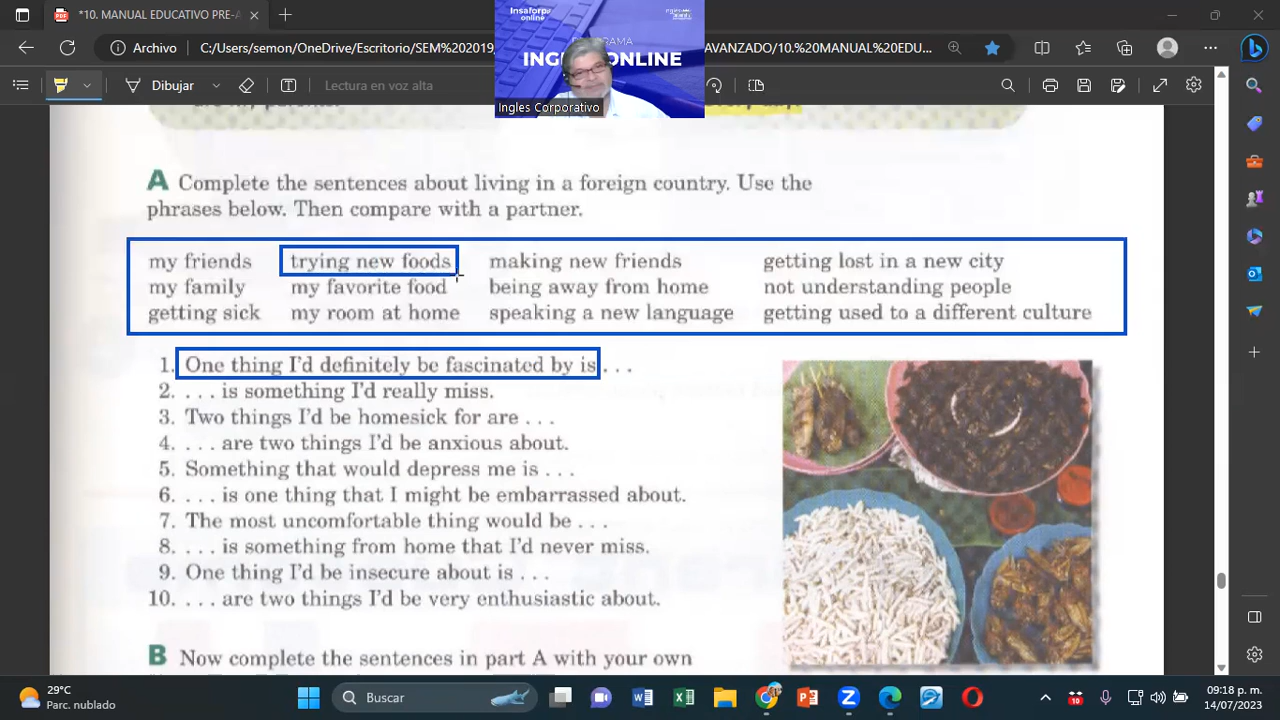 *10. MANUAL EDUCATIVO PRE-A
Archivo
C:/Users/semon/OneDrive/Escritorio/SEM%202019/
AVANZADO/10.%20MANUAL%20EDU...
Insaforp
online
INGLES ONLINE
Ingles Corporativo
Dibujar
Lectura en voz alta
A Complete the sentences about living in a foreign country. Use the
phrases below. Then compare with a partner.
my friends trying new foods making new friends getting lost in a new city
my family my favorite food being away from home not understanding people
getting sick my room at home speaking a new language getting used to a different culture
1. One thing I'd definitely be fascinated by is . . .
2. . . . is something I'd really miss.
3. Two things I'd be homesick for are . . .
4. . . . are two things I'd be anxious about.
5. Something that would depress me is . . .
6. . . . is one thing that I might be embarrassed about.
7. The most uncomfortable thing would be . . .
8. . . . is something from home that I'd never miss.
9. One thing I'd be insecure about is . . .
10. . . . are two things I'd be very enthusiastic about.
B Now complete the sentences in part A with your own
29°C
Parc. nublado
Buscar
09:18 p. m.
14/07/2023